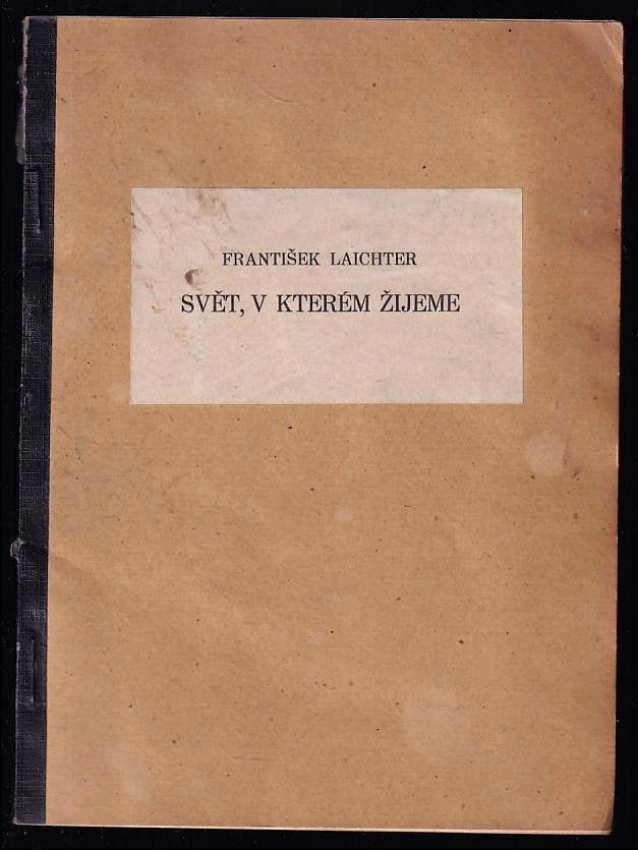 FRANTIŠEK LAICHTER
SVĚT, V KTERÉM ŽIJEME